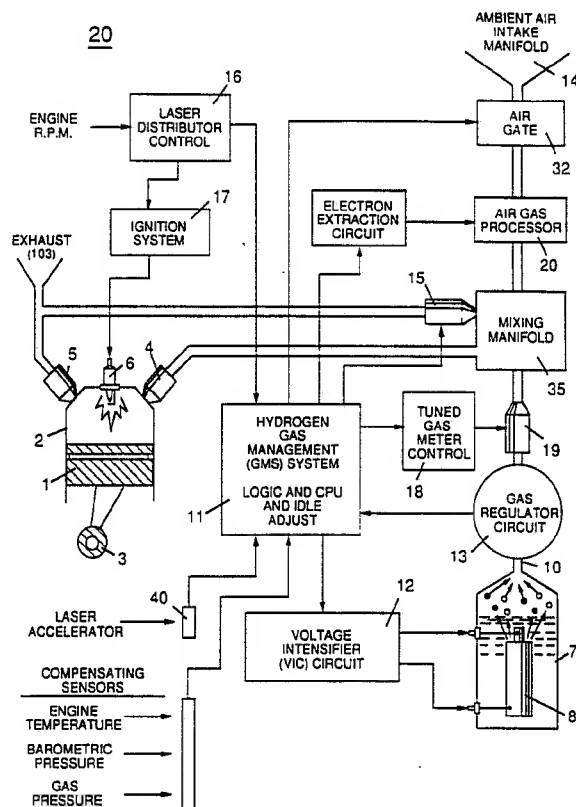 20
AMBIENT AIR
INTAKE MANIFOLD
14
16
ENGINE
R.P.M.
LASER
DISTRIBUTOR
CONTROL
AIR
GATE
32
17
IGNITION
SYSTEM
ELECTRON
EXTRACTION
CIRCUIT
AIR GAS
PROCESSOR
20
EXHAUST
(103)
15
MIXING
MANIFOLD
35
5
6
4
2
1
3
HYDROGEN
GAS
MANAGEMENT
(GMS) SYSTEM
LOGIC AND CPU
AND IDLE
ADJUST
11
TUNED
GAS
METER
CONTROL
18
19
GAS
REGULATOR
CIRCUIT
13
10
LASER
ACCELERATOR
40
12
VOLTAGE
INTENSIFIER
(VIC) CIRCUIT
7
8
COMPENSATING
SENSORS
ENGINE
TEMPERATURE
BAROMETRIC
PRESSURE
GAS
PRESSURE